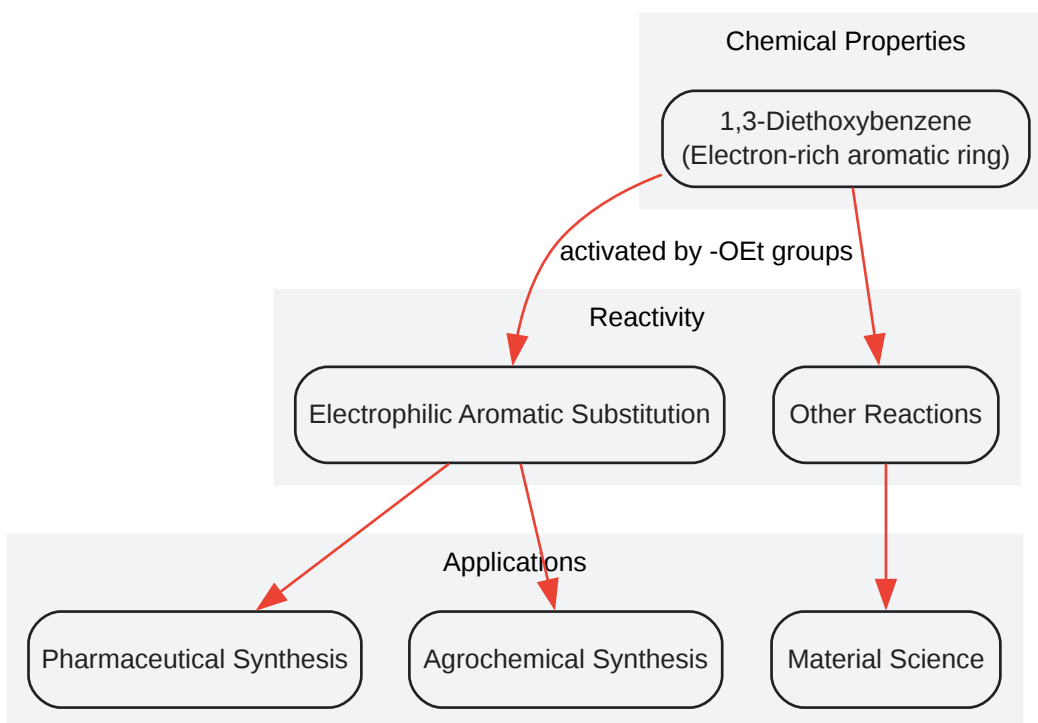 Chemical Properties
1,3-Diethoxybenzene
(Electron-rich aromatic ring)
activated by -OEt groups
Reactivity
Electrophilic Aromatic Substitution
Other Reactions
Applications
Pharmaceutical Synthesis
Agrochemical Synthesis
Material Science